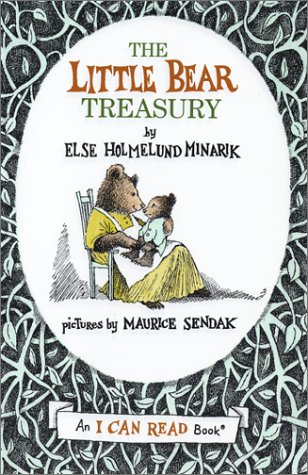 THE
LITTLE BEAR
TREASURY
by
ELSE HOLMELUND MINARIK
pictures by MAURICE SENDAK
An I CAN READ Book®